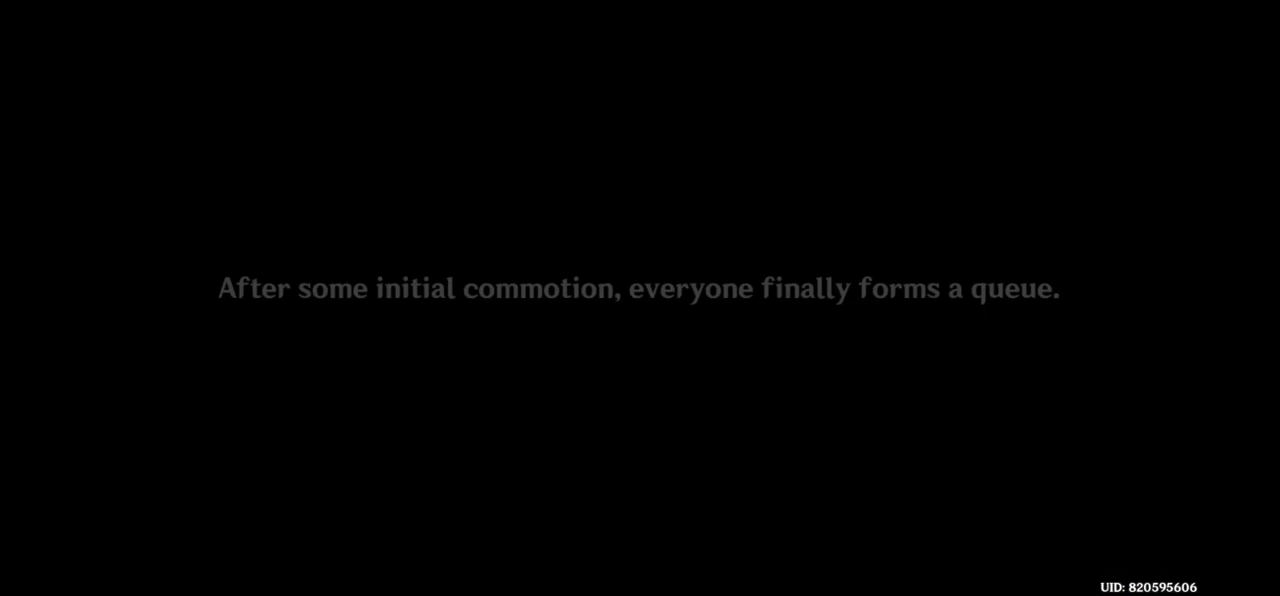 After some initial commotion, everyone finally forms a queue.
UID: 820595606